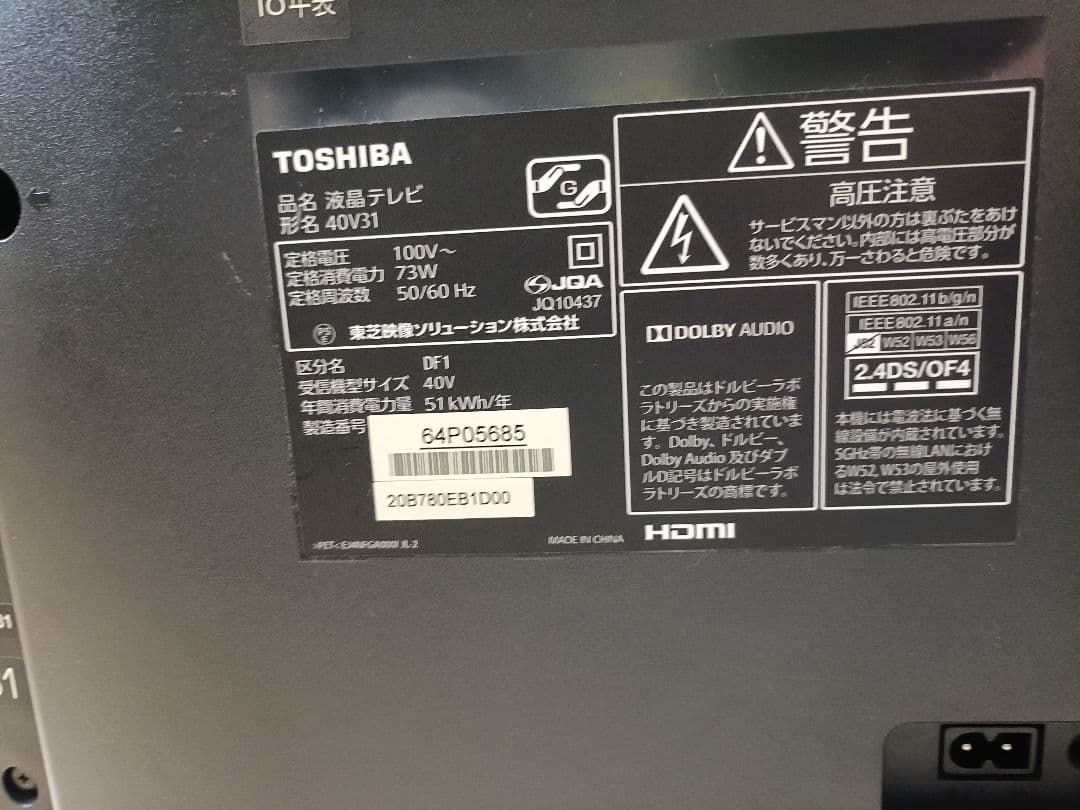 16年製
TOSHIBA
品名 液晶テレビ
形名 40V31
定格電圧 100V～
定格消費電力 73W
定格周波数 50/60 Hz
JQA
JQ10437
PS
E
東芝映像ソリューション株式会社
区分名 DF1
受信機型サイズ 40V
年間消費電力量 51kWh/年
製造番号
64P05685
20B780EB1D00
MADE IN CHINA
G
警告
高圧注意
サービスマン以外の方は裏ぶたをあけ
ないでください。内部には高電圧部分が
数多くあり、万一さわると危険です。
DOLBY AUDIO
この製品はドルビーラボ
ラトリーズからの実施権
に基づき製造されていま
す。Dolby、ドルビー、
Dolby Audio 及びダブ
ルD記号はドルビーラボ
ラトリーズの商標です。
IEEE802.11b/g/n
IEEE802.11a/n
J52 W52 W53 W56
2.4DS/OF4
本機には電波法に基づく無
線設備が内蔵されています。
5GHz帯の無線LANにおけ
るW52、W53の屋外使用
は法令で禁止されています。
HDMI